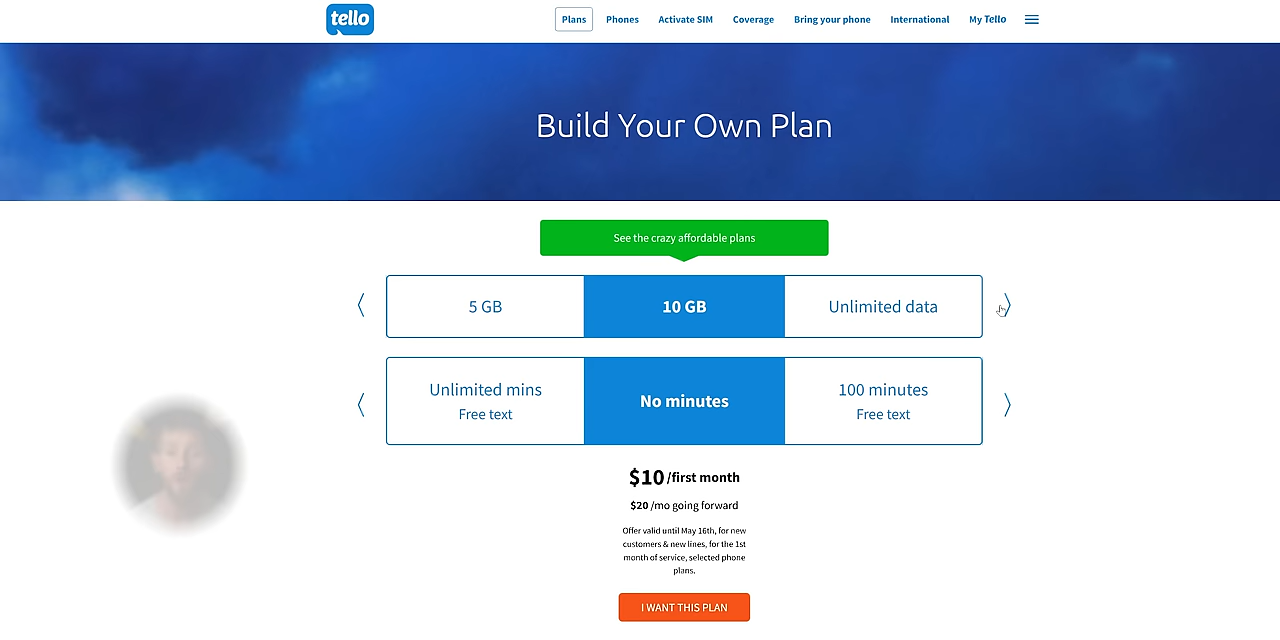 tello
Plans Phones Activate SIM Coverage Bring your phone International My Tello
Build Your Own Plan
See the crazy affordable plans
5 GB 10 GB Unlimited data
Unlimited mins No minutes 100 minutes
Free text Free text
$10 /first month
$20 /mo going forward
Offer valid until May 16th, for new
customers & new lines, for the 1st
month of service, selected phone
plans.
I WANT THIS PLAN